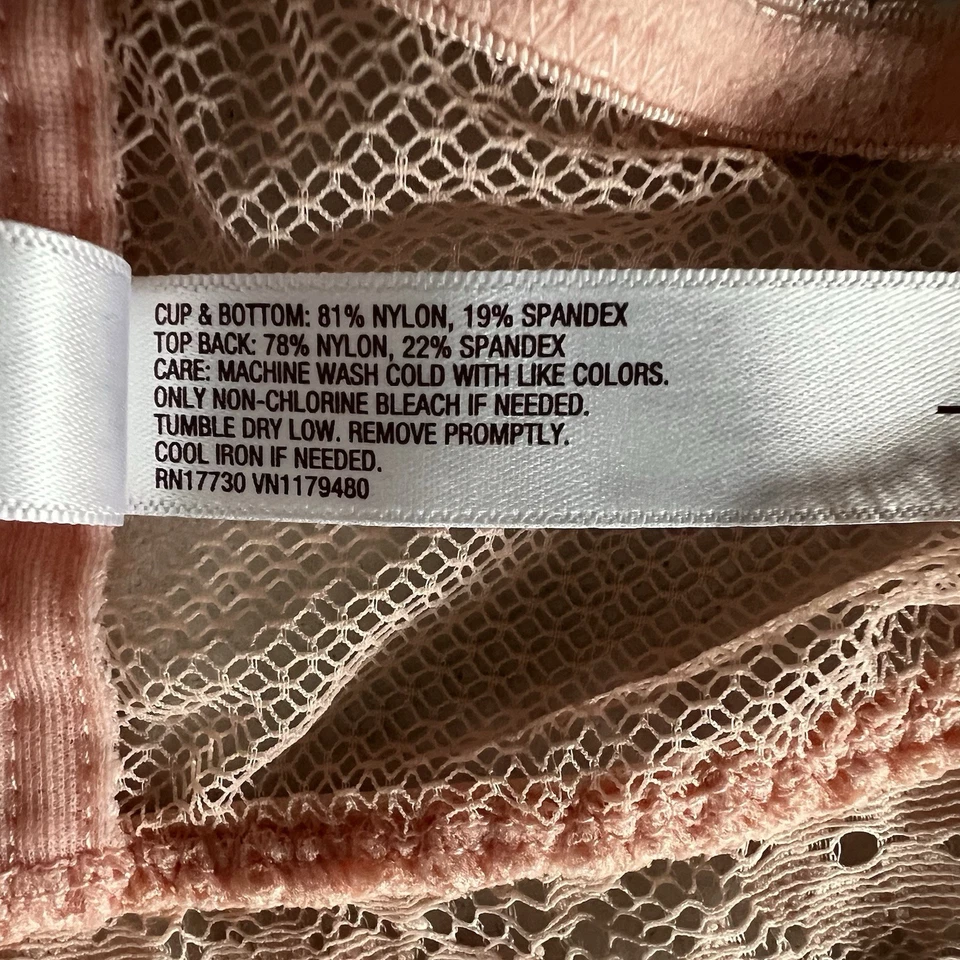 CUP & BOTTOM: 81% NYLON, 19% SPANDEX
TOP BACK: 78% NYLON, 22% SPANDEX
CARE: MACHINE WASH COLD WITH LIKE COLORS.
ONLY NON-CHLORINE BLEACH IF NEEDED.
TUMBLE DRY LOW. REMOVE PROMPTLY.
COOL IRON IF NEEDED.
RN17730 VN1179480